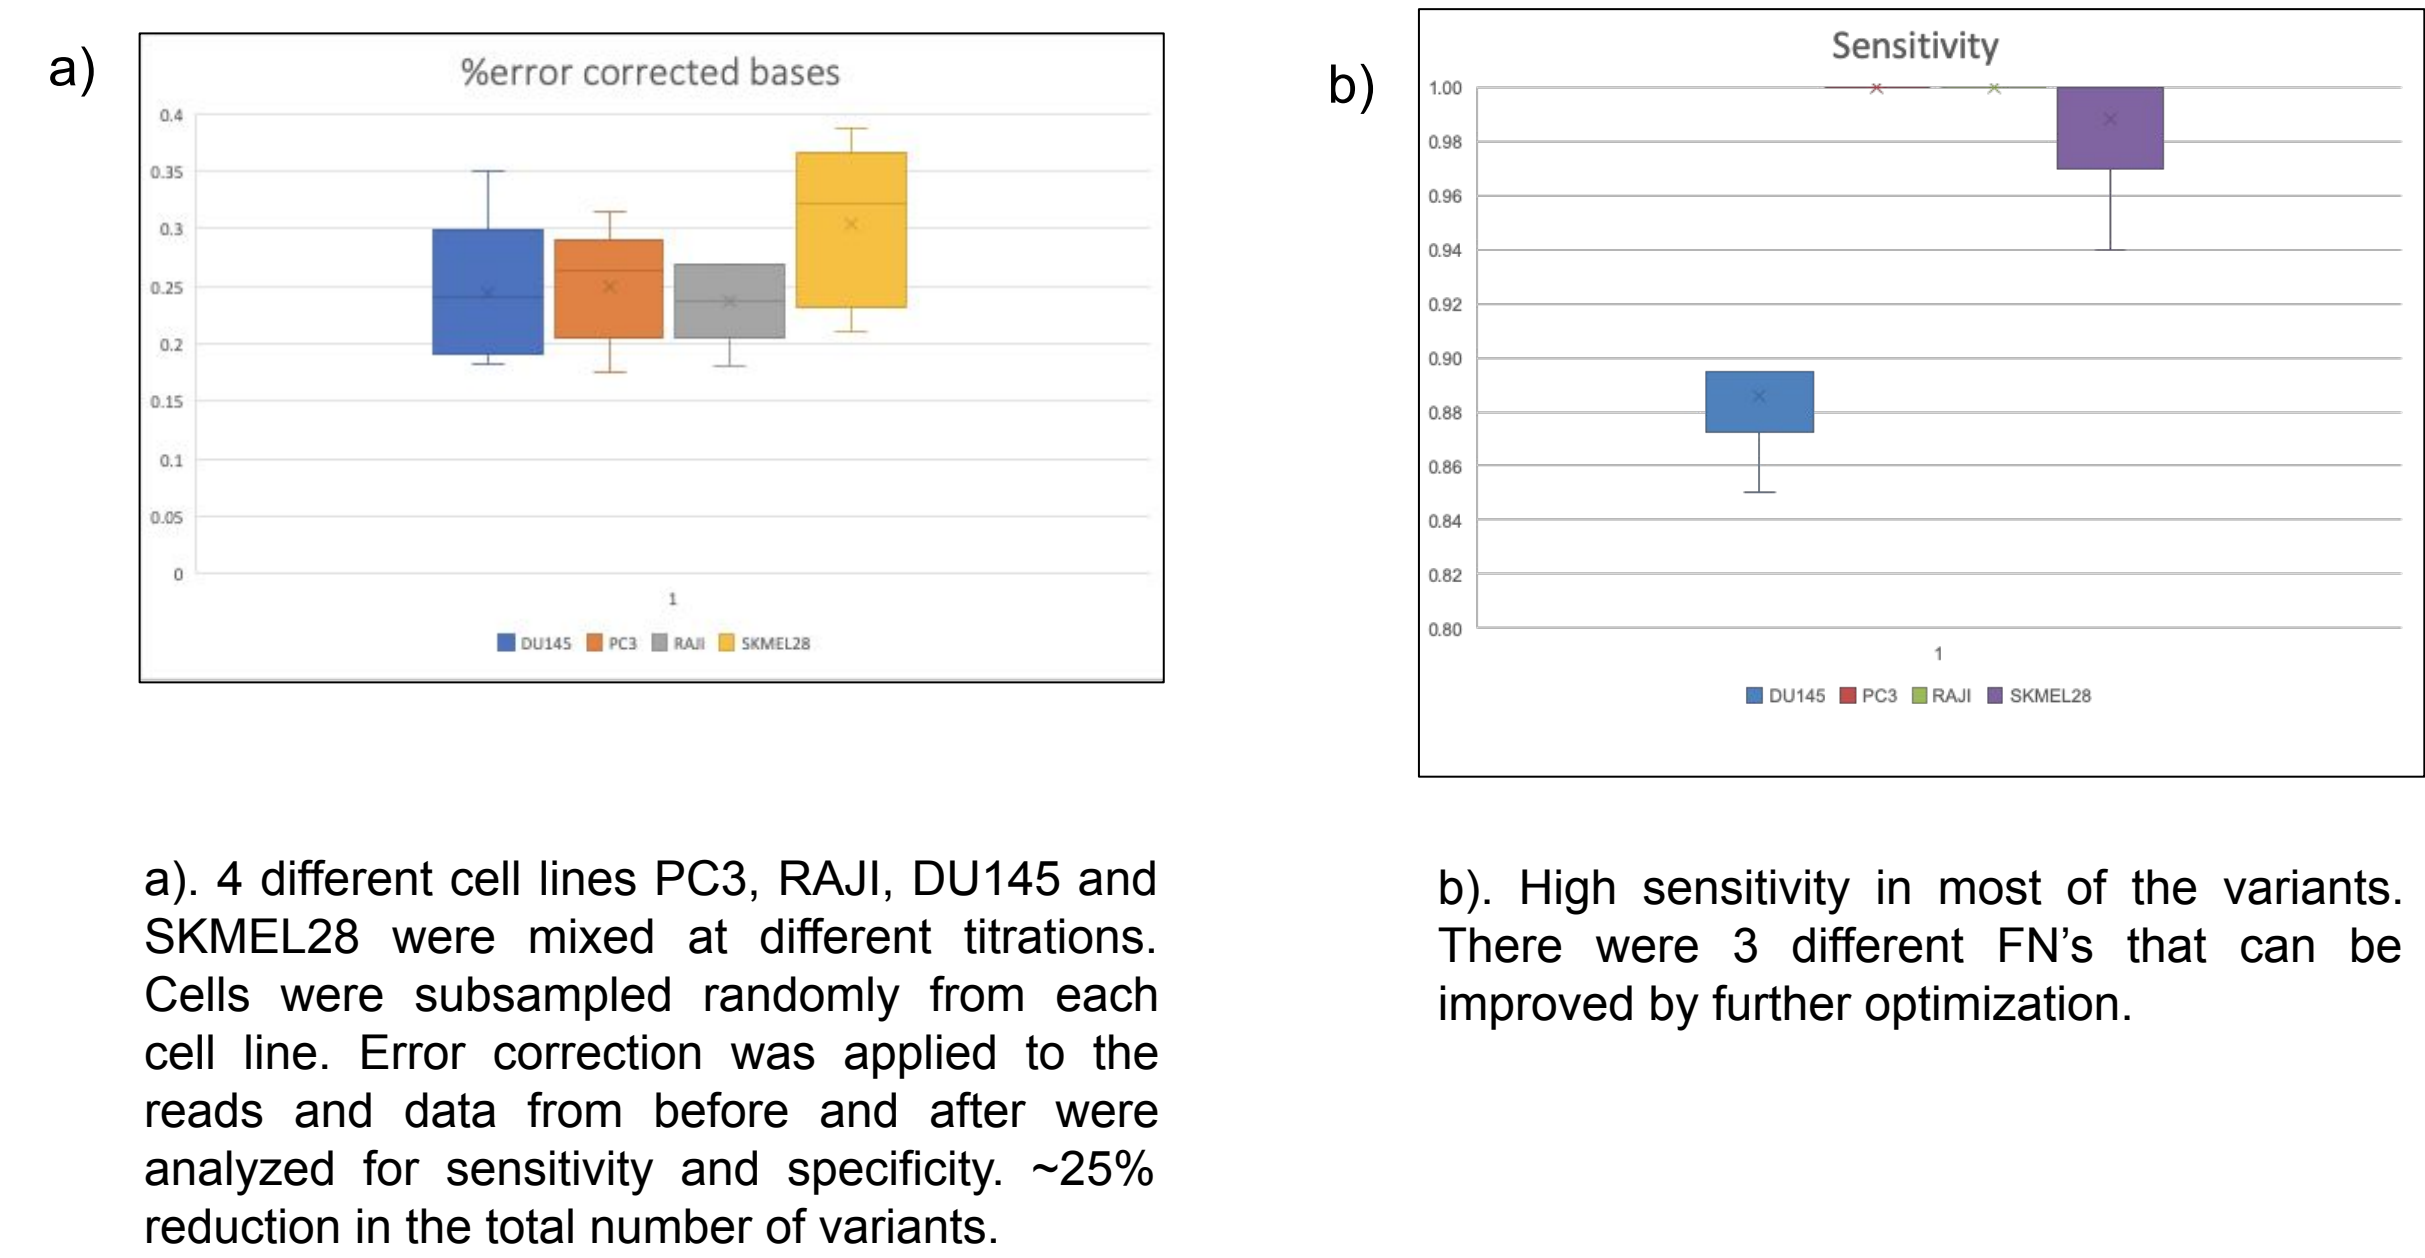 a)
%error corrected bases
0.4
0.35
0.3
0.25
0.2
0.15
0.1
0.05
0
1
DU145 PC3 RAJI SKMEL28
b)
Sensitivity
1.00
0.98
0.96
0.94
0.92
0.90
0.88
0.86
0.84
0.82
0.80
1
DU145 PC3 RAJI SKMEL28
a). 4 different cell lines PC3, RAJI, DU145 and
SKMEL28 were mixed at different titrations.
Cells were subsampled randomly from each
cell line. Error correction was applied to the
reads and data from before and after were
analyzed for sensitivity and specificity. ~25%
reduction in the total number of variants.
b). High sensitivity in most of the variants.
There were 3 different FN’s that can be
improved by further optimization.